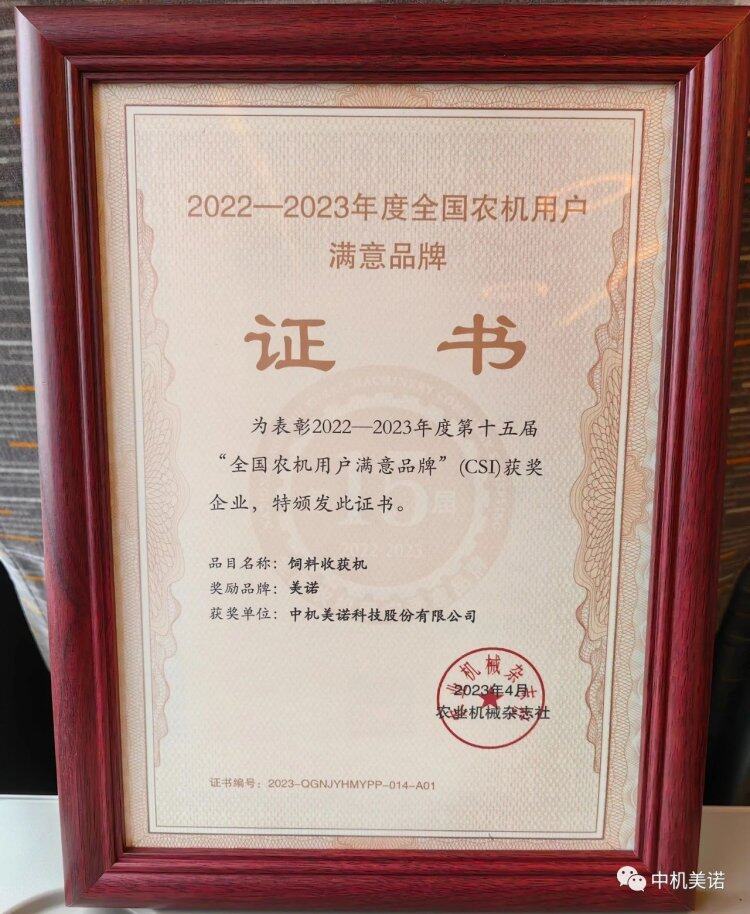 2022—2023年度全国农机用户
满意品牌
证 书
为表彰2022—2023年度第十五届
“全国农机用户满意品牌”(CSI)获奖
企业，特颁发此证书。
品目名称：饲料收获机
奖励品牌：美诺
获奖单位：中机美诺科技股份有限公司
2023年4月
农业机械杂志社
证书编号：2023-QGNJYHMYPP-014-A01
中机美诺